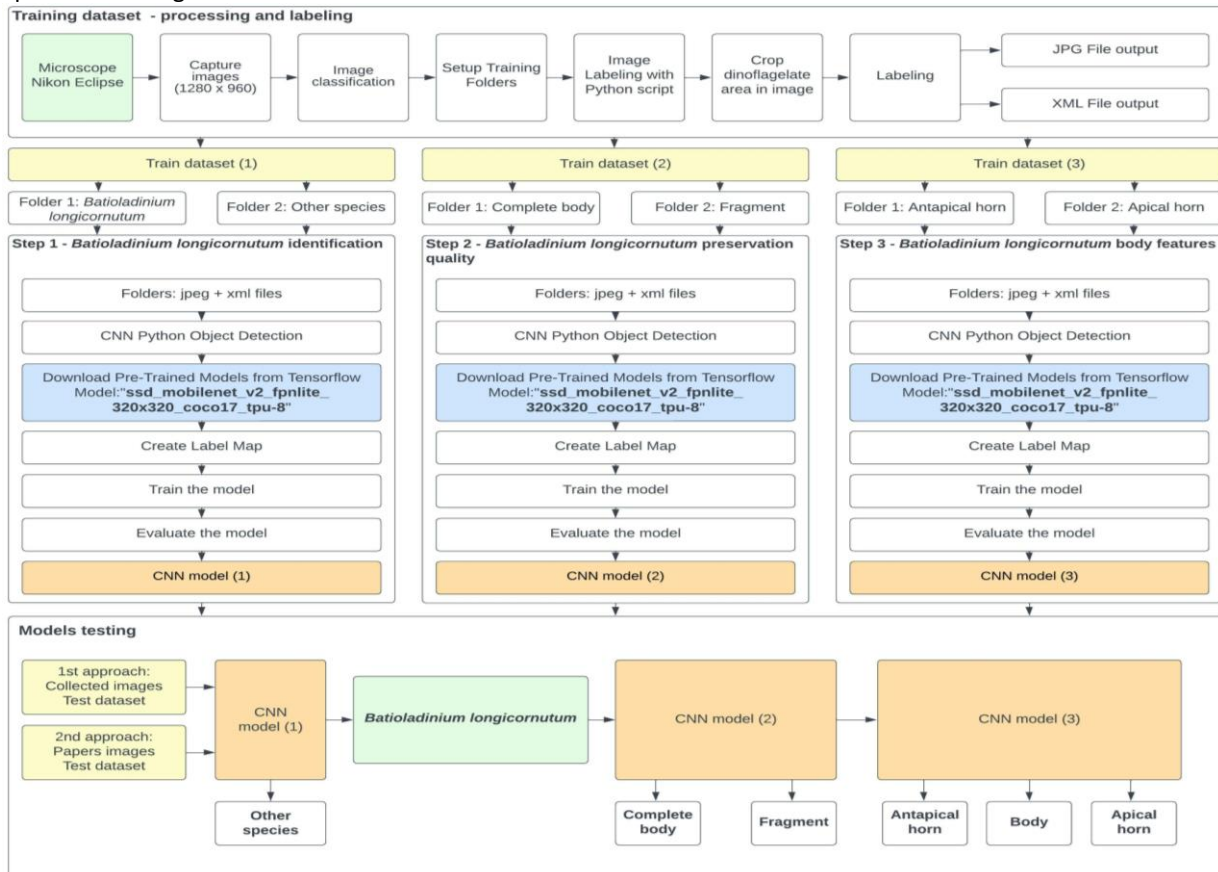 Training dataset - processing and labeling
Microscope
Nikon Eclipse
Capture
images
(1280 x 960)
Image
classification
Setup Training
Folders
Image
Labeling with
Python script
Crop
dinoflagelate
area in image
Labeling
JPG File output
XML File output
Train dataset (1)
Folder 1: Batioladinium
longicornutum
Folder 2: Other species
Train dataset (2)
Folder 1: Complete body
Folder 2: Fragment
Train dataset (3)
Folder 1: Antapical horn
Folder 2: Apical horn
Step 1 - Batioladinium longicornutum identification
Folders: jpeg + xml files
CNN Python Object Detection
Download Pre-Trained Models from Tensorflow
Model:"ssd_mobilenet_v2_fpnlite_
320x320_coco17_tpu-8"
Create Label Map
Train the model
Evaluate the model
CNN model (1)
Step 2 - Batioladinium longicornutum preservation
quality
Folders: jpeg + xml files
CNN Python Object Detection
Download Pre-Trained Models from Tensorflow
Model:"ssd_mobilenet_v2_fpnlite_
320x320_coco17_tpu-8"
Create Label Map
Train the model
Evaluate the model
CNN model (2)
Step 3 - Batioladinium longicornutum body features
Folders: jpeg + xml files
CNN Python Object Detection
Download Pre-Trained Models from Tensorflow
Model:"ssd_mobilenet_v2_fpnlite_
320x320_coco17_tpu-8"
Create Label Map
Train the model
Evaluate the model
CNN model (3)
Models testing
1st approach:
Collected images
Test dataset
2nd approach:
Papers images
Test dataset
CNN
model (1)
Other
species
Batioladinium longicornutum
CNN model (2)
Complete
body
Fragment
CNN model (3)
Antapical
horn
Body
Apical
horn